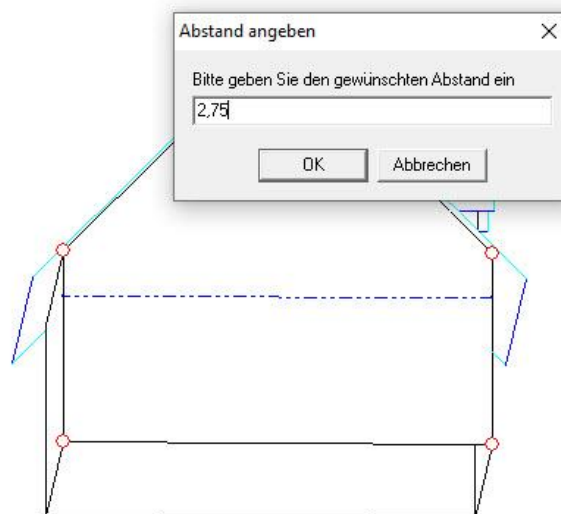 Abstand angeben
Bitte geben Sie den gewünschten Abstand ein
2,75
OK
Abbrechen